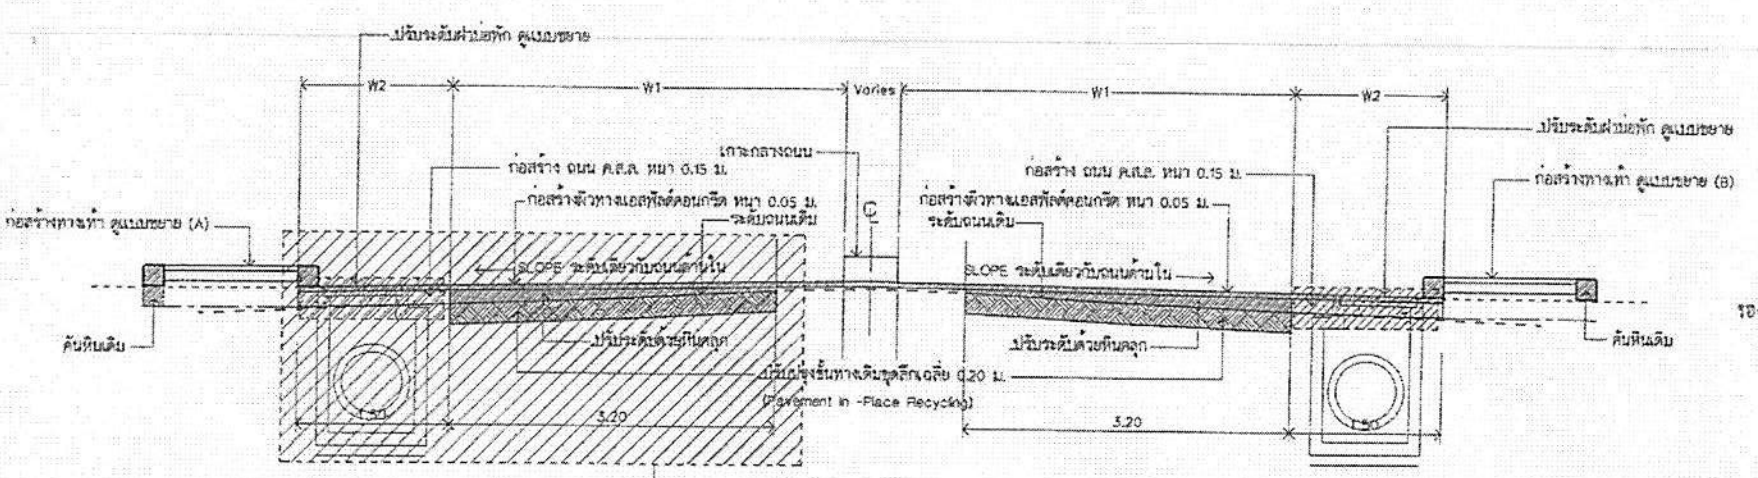 ปรับระดับฝาบ่อพัก ดูแบบขยาย
W2
W1
Varies
W1
W2
ปรับระดับฝาบ่อพัก ดูแบบขยาย
เกาะกลางถนน
ก่อสร้าง ถนน ค.ส.ล. หนา 0.15 ม.
ก่อสร้าง ถนน ค.ส.ล. หนา 0.15 ม.
ก่อสร้างทางเท้า ดูแบบขยาย (B)
ก่อสร้างผิวทางแอสฟัลต์คอนกรีต หนา 0.05 ม.
ก่อสร้างผิวทางแอสฟัลต์คอนกรีต หนา 0.05 ม.
ก่อสร้างทางเท้า ดูแบบขยาย (A)
ระดับถนนเดิม
ระดับถนนเดิม
SLOPE ระดับเดียวกับถนนด้านใน
SLOPE ระดับเดียวกับถนนด้านใน
คันหินเดิม
ปรับระดับด้วยหินคลุก
ปรับระดับด้วยหินคลุก
คันหินเดิม
ปรับปรุงชั้นทางเดิมขุดลึกเฉลี่ย 0.20 ม.
(Pavement In -Place Recycling)
1.50
3.20
3.20
1.50